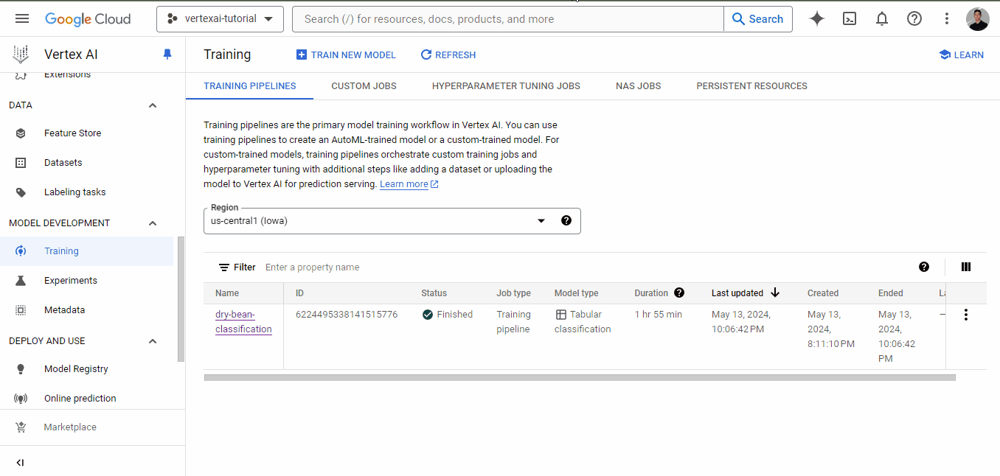 Google Cloud
vertexai-tutorial
Search (/) for resources, docs, products, and more
Search
Vertex AI
Extensions
DATA
Feature Store
Datasets
Labeling tasks
MODEL DEVELOPMENT
Training
Experiments
Metadata
DEPLOY AND USE
Model Registry
Online prediction
Marketplace
Training
TRAIN NEW MODEL
REFRESH
LEARN
TRAINING PIPELINES
CUSTOM JOBS
HYPERPARAMETER TUNING JOBS
NAS JOBS
PERSISTENT RESOURCES
Training pipelines are the primary model training workflow in Vertex AI. You can use
training pipelines to create an AutoML-trained model or a custom-trained model. For
custom-trained models, training pipelines orchestrate custom training jobs and
hyperparameter tuning with additional steps like adding a dataset or uploading the
model to Vertex AI for prediction serving. Learn more
Region
us-central1 (Iowa)
Filter Enter a property name
Name ID Status Job type Model type Duration Last updated Created Ended
dry-bean-
classification
6224495338141515776
Finished
Training
pipeline
Tabular
classification
1 hr 55 min
May 13, 2024,
10:06:42 PM
May 13,
2024,
8:11:10 PM
May 13,
2024,
10:06:42
PM
—